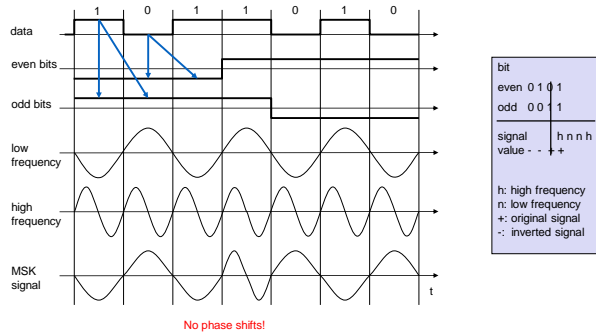 1 0 1 1 0 1 0
data
even bits
odd bits
low
frequency
high
frequency
MSK
signal
t
No phase shifts!
bit
even 0 1 0 1
odd 0 0 1 1
signal h n n h
value - - + +
h: high frequency
n: low frequency
+: original signal
-: inverted signal